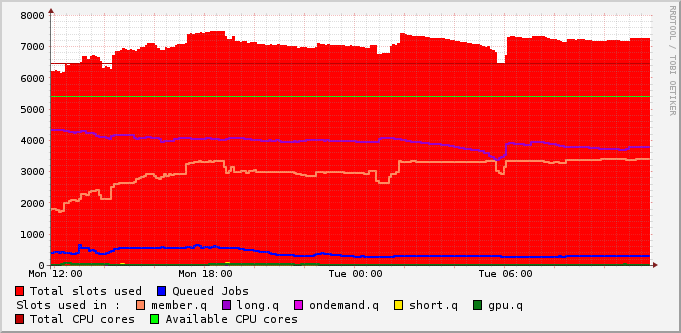 8000
7000
6000
5000
4000
3000
2000
1000
0
Mon 12:00 Mon 18:00 Tue 00:00 Tue 06:00
RRDTOOL / TOBI OETIKER
Total slots used Queued Jobs
Slots used in : member.q long.q ondemand.q short.q gpu.q
Total CPU cores Available CPU cores